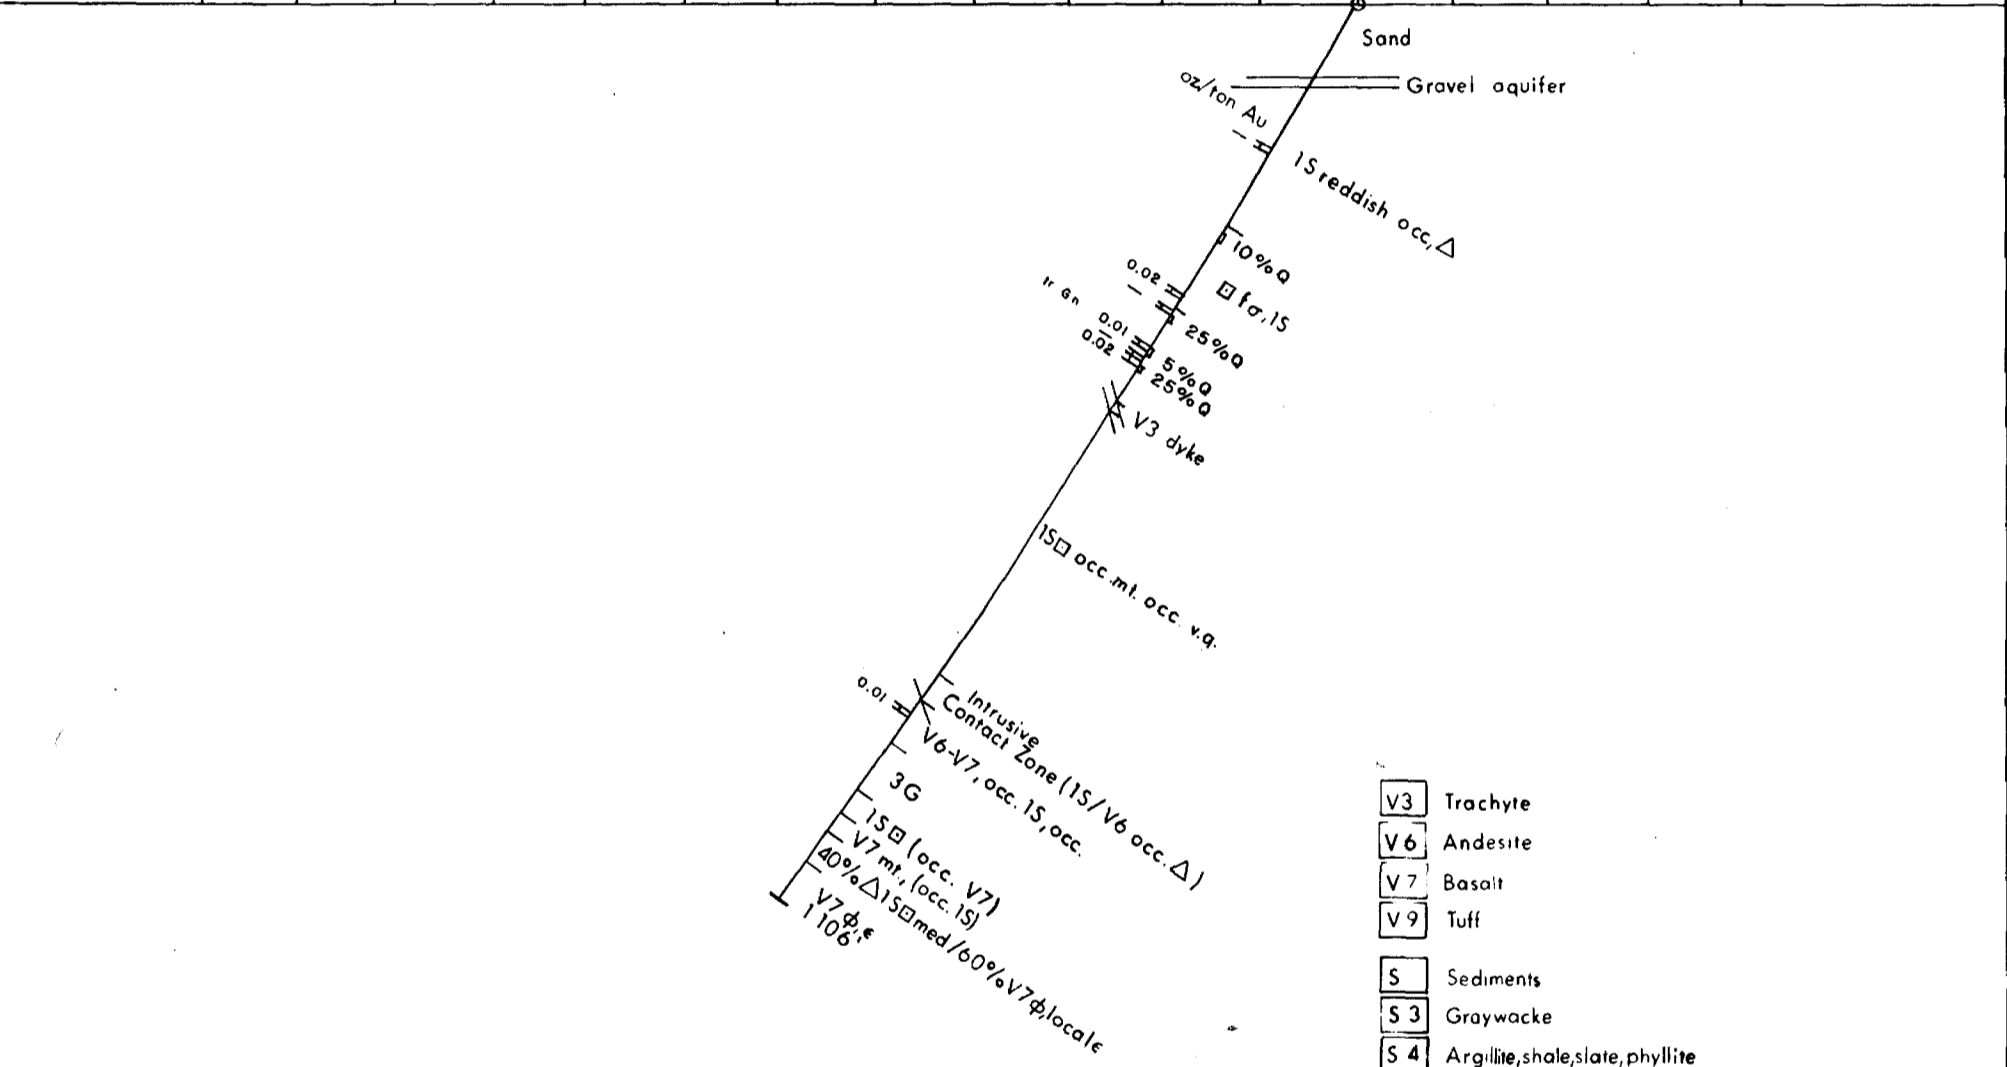 Sand
Gravel aquifer
oz/ton Au
–
1S reddish occ, △
10%Q
0.02
–
⊡ fσ, 1S
tr Gn
25%Q
0.01
–
0.02
5%Q
25%Q
V3 dyke
1S⊡ occ.mt. occ. v.q.
0.01
Intrusive
Contact Zone (1S/V6 occ. △)
V6-V7, occ. 1S, occ.
3G
1S⊡ (occ. V7)
V7 mt., (occ. 1S)
40%△1S⊡med/60%V7ϕ,locale
V7ϕ,ϵ
1106'
V3 Trachyte
V6 Andesite
V7 Basalt
V9 Tuff
S Sediments
S3 Graywacke
S4 Argillite,shale,slate,phyllite